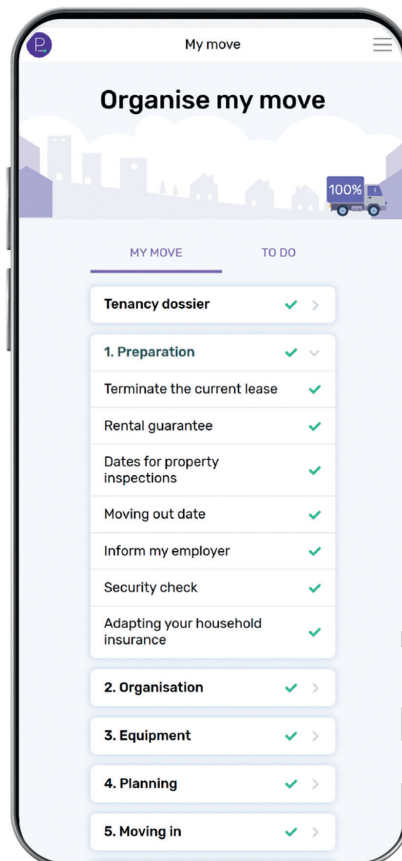 P
My move
Organise my move
100%
MY MOVE
TO DO
Tenancy dossier
1. Preparation
Terminate the current lease
Rental guarantee
Dates for property
inspections
Moving out date
Inform my employer
Security check
Adapting your household
insurance
2. Organisation
3. Equipment
4. Planning
5. Moving in